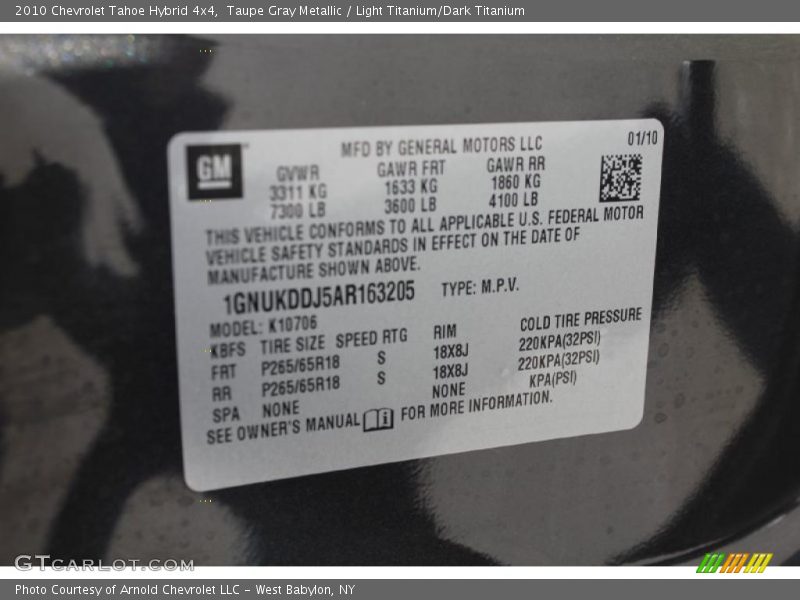 2010 Chevrolet Tahoe Hybrid 4x4, Taupe Gray Metallic / Light Titanium/Dark Titanium
GM
MFD BY GENERAL MOTORS LLC 01/10
GVWR GAWR FRT GAWR RR
3311 KG 1633 KG 1860 KG
7300 LB 3600 LB 4100 LB
THIS VEHICLE CONFORMS TO ALL APPLICABLE U.S. FEDERAL MOTOR
VEHICLE SAFETY STANDARDS IN EFFECT ON THE DATE OF
MANUFACTURE SHOWN ABOVE.
1GNUKDDJ5AR163205 TYPE: M.P.V.
MODEL: K10706
KBFS TIRE SIZE SPEED RTG RIM COLD TIRE PRESSURE
FRT P265/65R18 S 18X8J 220KPA(32PSI)
RR P265/65R18 S 18X8J 220KPA(32PSI)
SPA NONE NONE KPA(PSI)
SEE OWNER'S MANUAL i FOR MORE INFORMATION.
GTCARLOT.COM
Photo Courtesy of Arnold Chevrolet LLC - West Babylon, NY